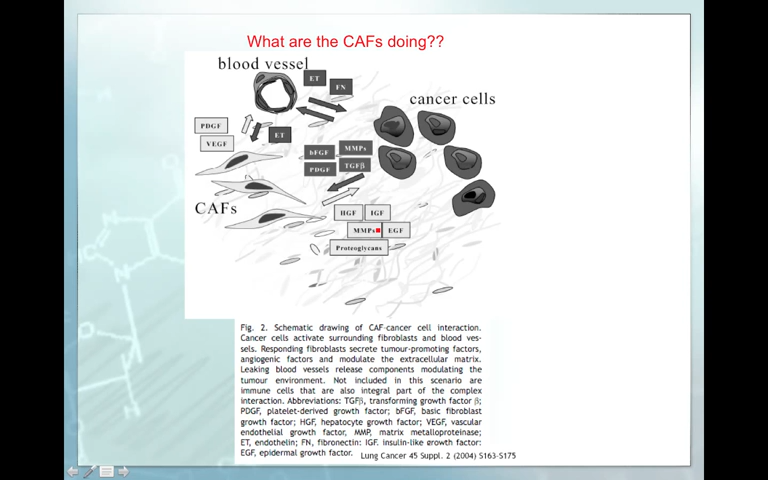 What are the CAFs doing??
blood vessel
ET
FN
cancer cells
PDGF
VEGF
ET
bFGF
MMPs
PDGF
TGFβ
CAFs
HGF
IGF
MMPs
EGF
Proteoglycans
Fig. 2. Schematic drawing of CAF-cancer cell interaction.
Cancer cells activate surrounding fibroblasts and blood ves-
sels. Responding fibroblasts secrete tumour-promoting factors,
angiogenic factors and modulate the extracellular matrix.
Leaking blood vessels release components modulating the
tumour environment. Not included in this scenario are
immune cells that are also integral part of the complex
interaction. Abbreviations: TGFβ, transforming growth factor β;
PDGF, platelet-derived growth factor; bFGF, basic fibroblast
growth factor; HGF, hepatocyte growth factor; VEGF, vascular
endothelial growth factor, MMP, matrix metalloproteinase;
ET, endothelin; FN, fibronectin: IGF, insulin-like growth factor:
EGF, epidermal growth factor.
Lung Cancer 45 Suppl. 2 (2004) S163-S175